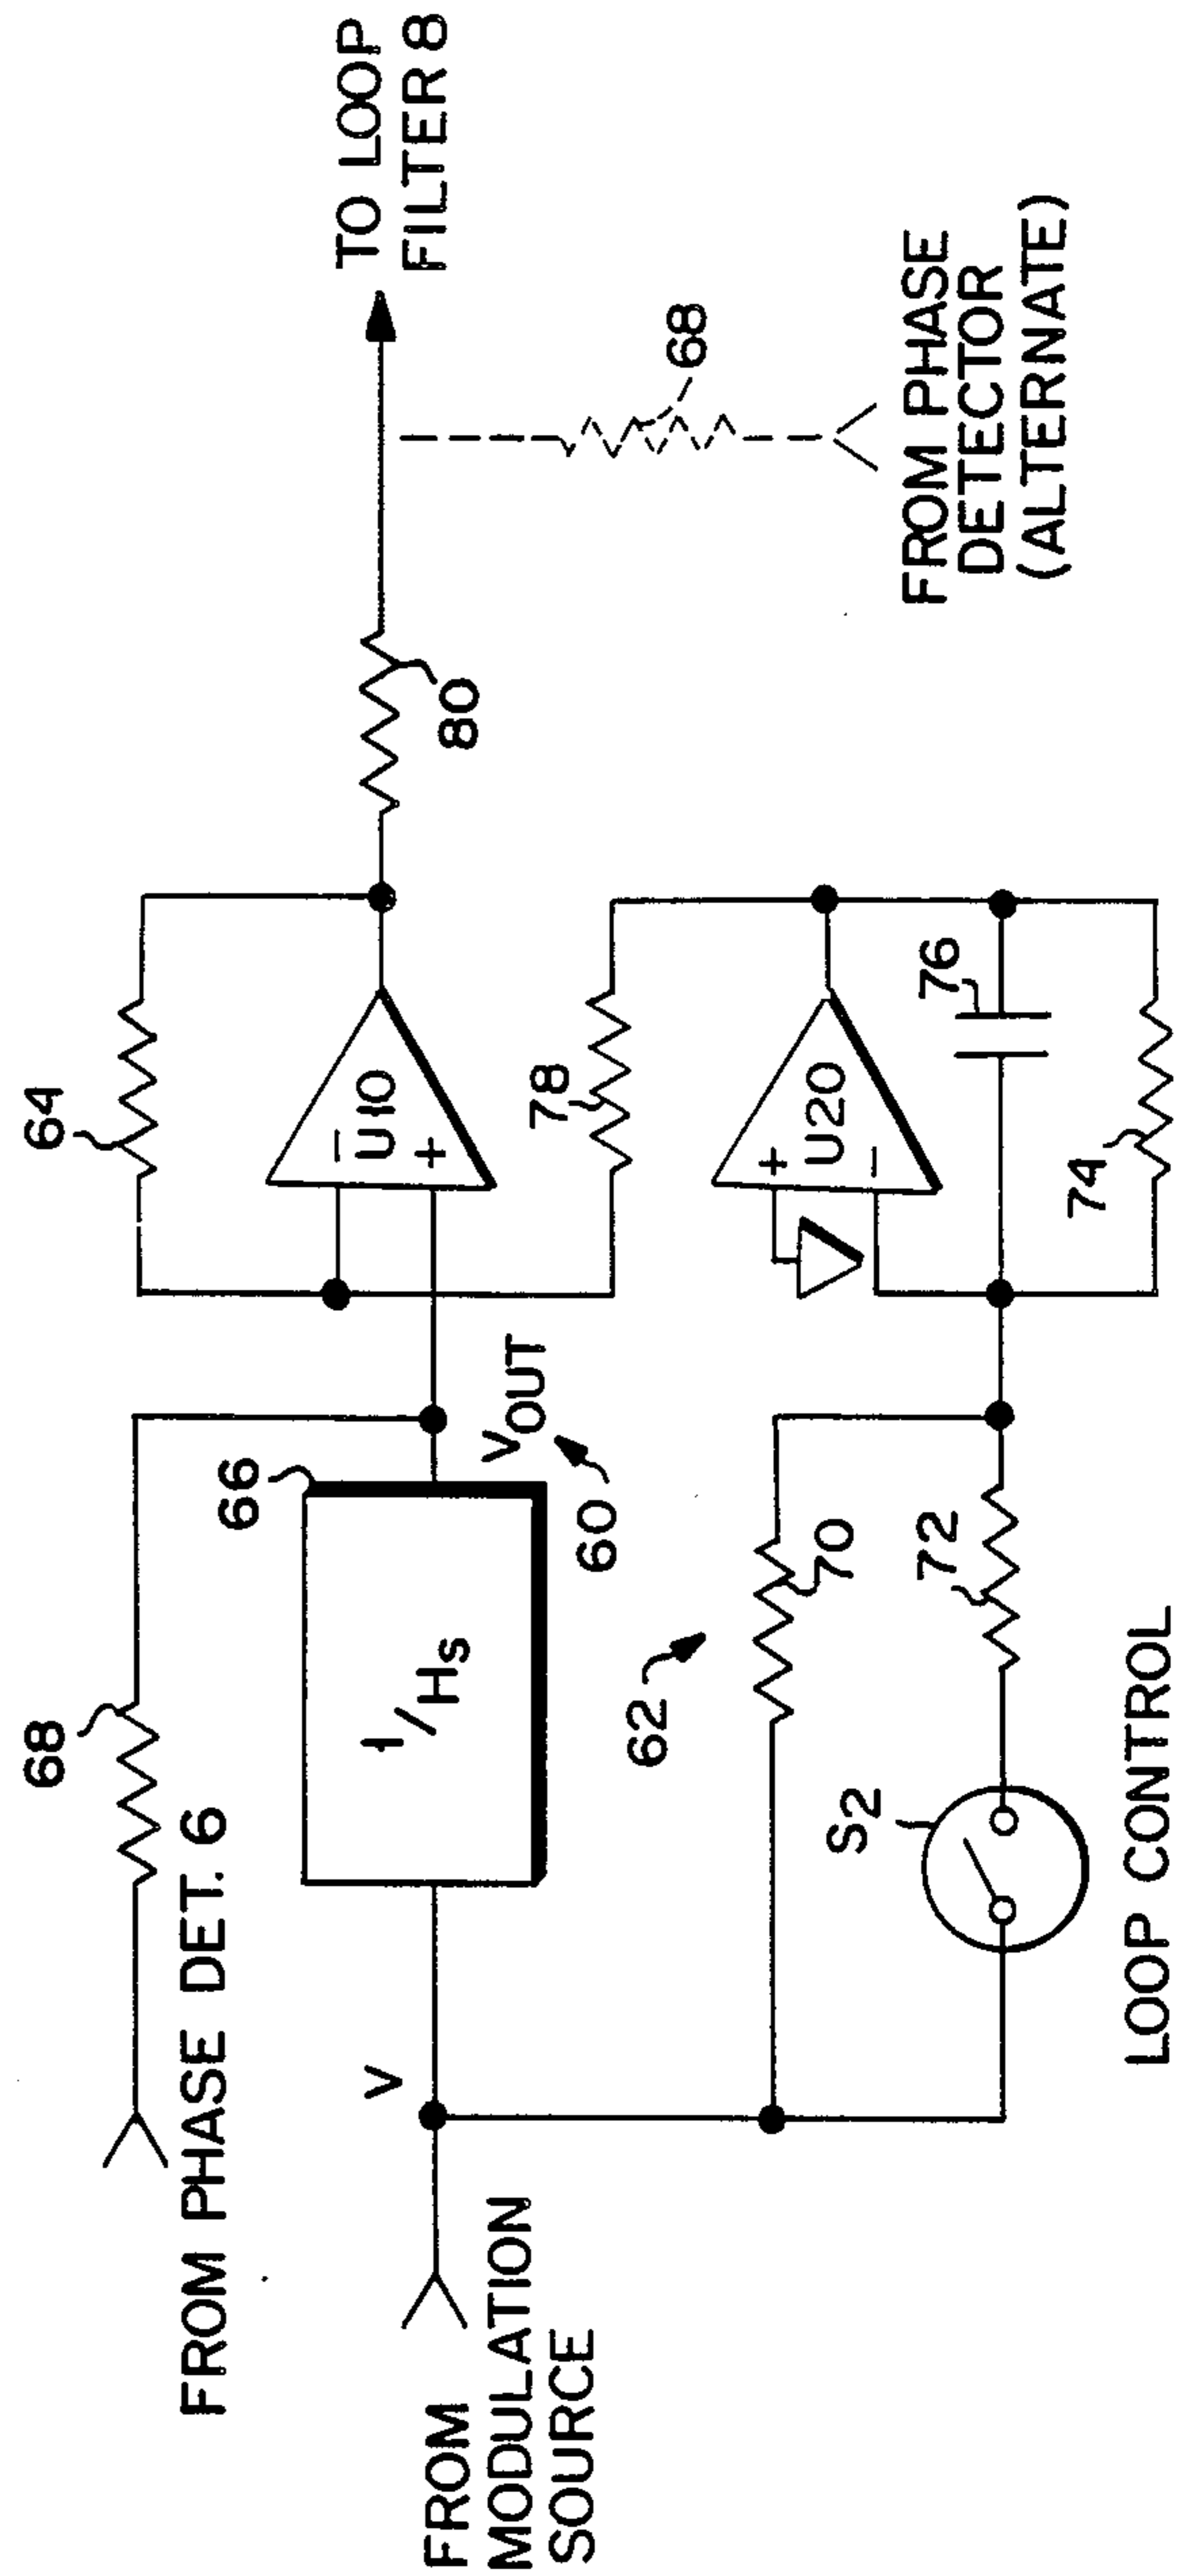 68
FROM PHASE DET. 6
FROM
MODULATION
SOURCE
V
66
1/Hs
VOUT
60
64
−
U10
+
80
TO LOOP
FILTER 8
68
FROM PHASE
DETECTOR
(ALTERNATE)
62
70
72
S2
LOOP CONTROL
78
+
U20
−
76
74